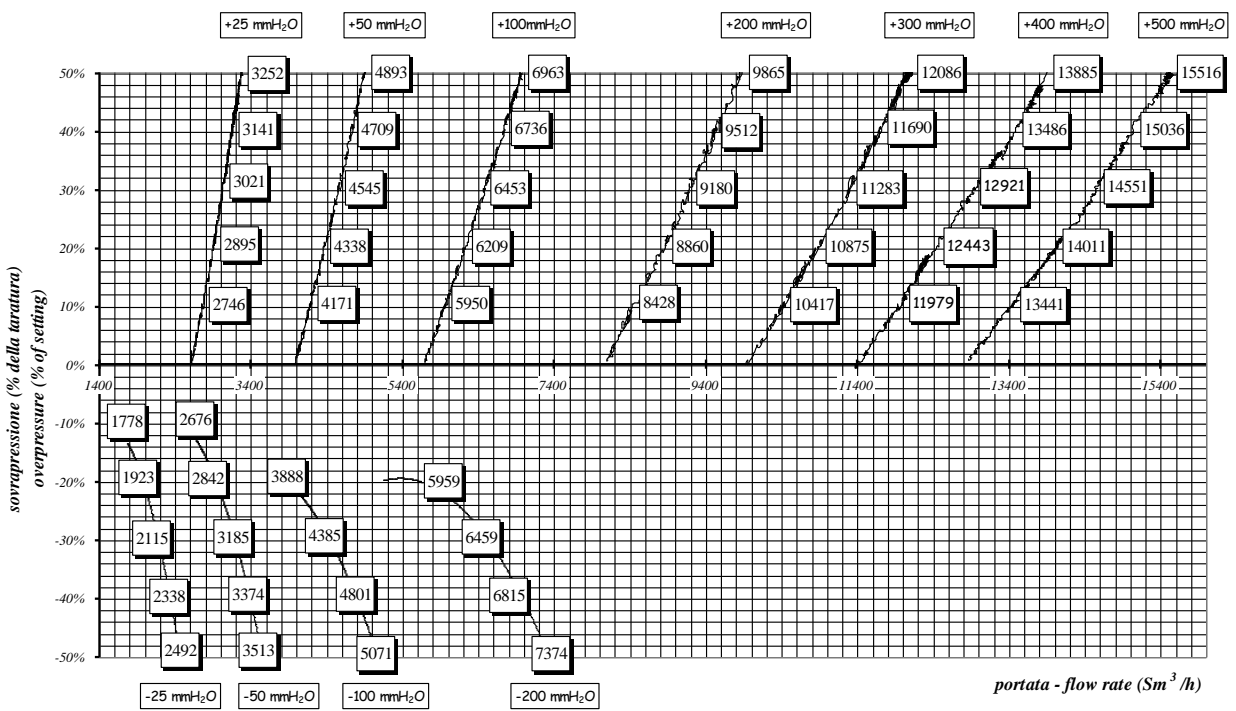 +25 mmH₂O +50 mmH₂O +100mmH₂O +200 mmH₂O +300 mmH₂O +400 mmH₂O +500 mmH₂O
50% 3252 4893 6963 9865 12086 13885 15516
40% 3141 4709 6736 9512 11690 13486 15036
30% 3021 4545 6453 9180 11283 12921 14551
20% 2895 4338 6209 8860 10875 12443 14011
10% 2746 4171 5950 8428 10417 11979 13441
0%
1400 3400 5400 7400 9400 11400 13400 15400
-10% 1778 2676
-20% 1923 2842 3888 5959
-30% 2115 3185 4385 6459
-40% 2338 3374 4801 6815
-50% 2492 3513 5071 7374
sovrapressione (% della taratura)
overpressure (% of setting)
portata - flow rate (Sm³/h)
-25 mmH₂O -50 mmH₂O -100 mmH₂O -200 mmH₂O